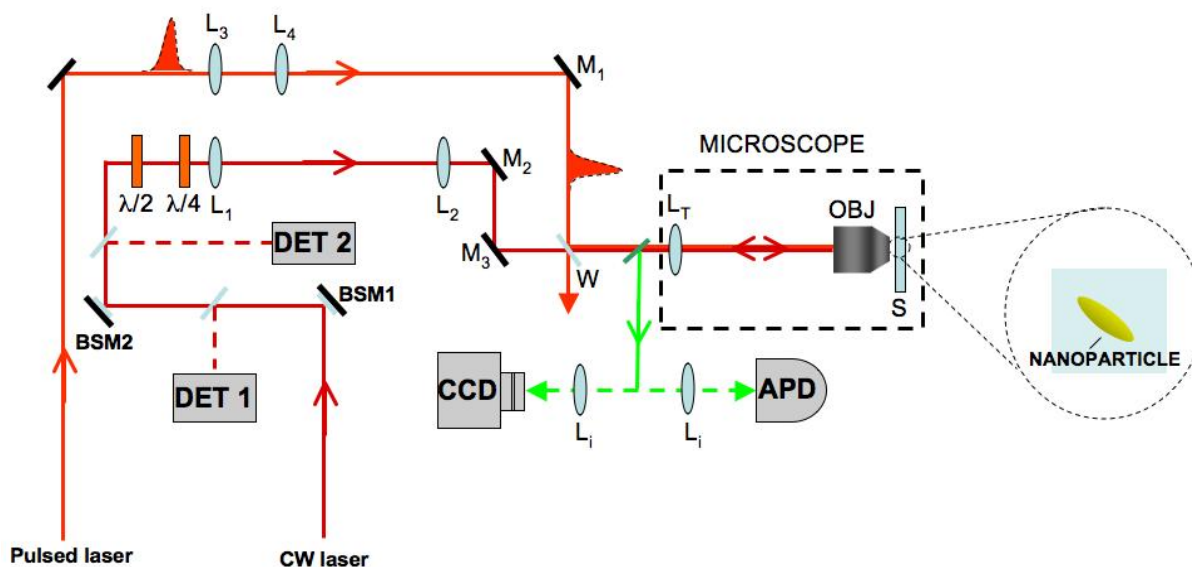 L3
L4
M1
M2
MICROSCOPE
λ/2
λ/4
L1
L2
LT
OBJ
DET 2
M3
W
BSM1
S
BSM2
NANOPARTICLE
DET 1
CCD
APD
Li
Li
Pulsed laser
CW laser